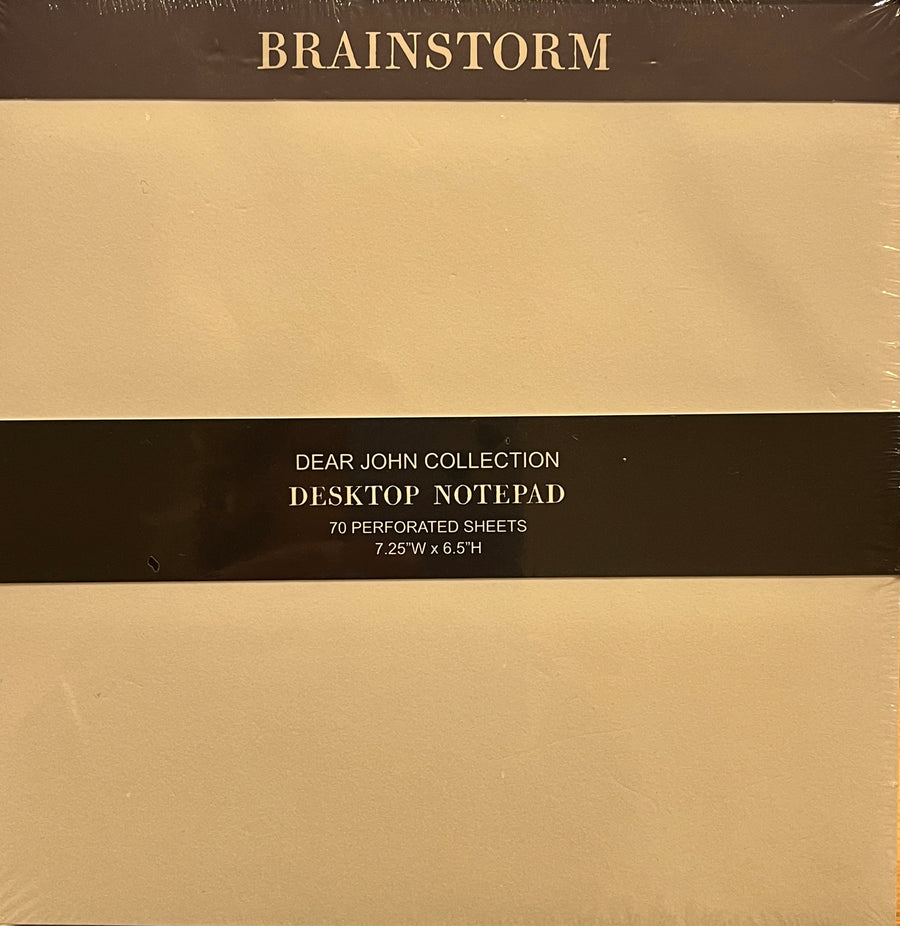 BRAINSTORM
DEAR JOHN COLLECTION
DESKTOP NOTEPAD
70 PERFORATED SHEETS
7.25”W x 6.5”H